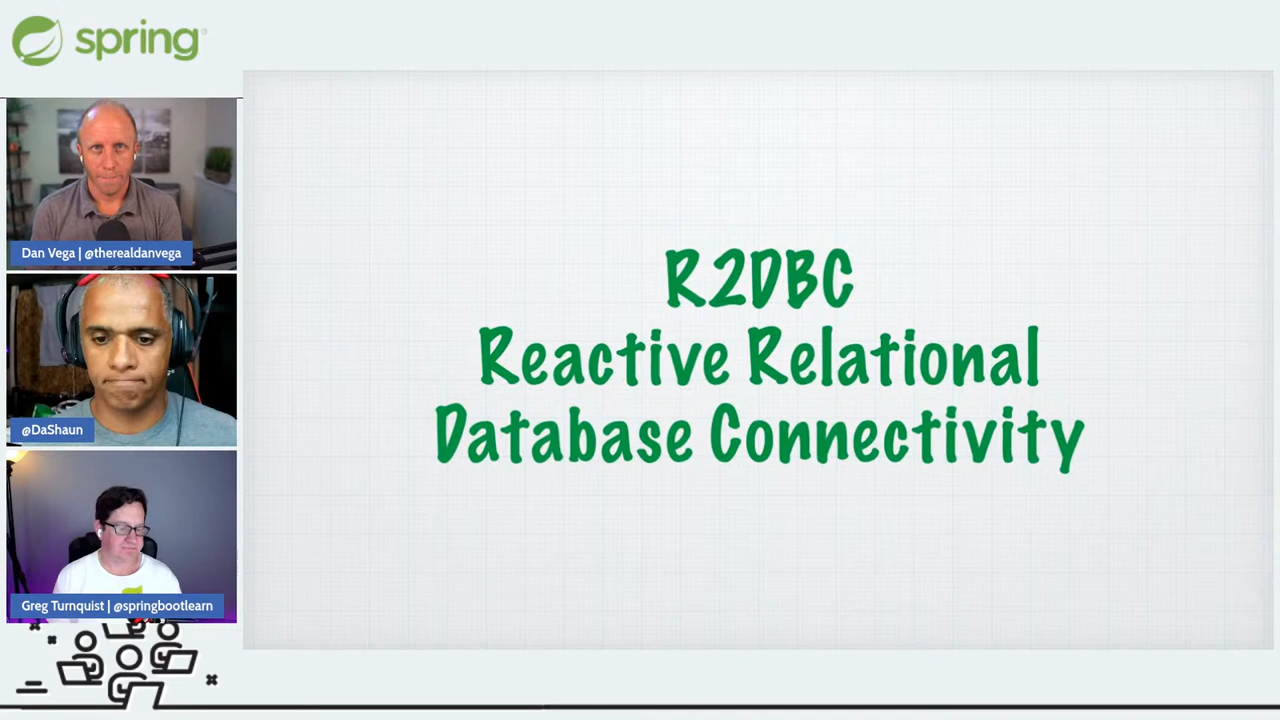 spring
Dan Vega | @therealdanvega
@DaShaun
Greg Turnquist | @springbootlearn
R2DBC
Reactive Relational
Database Connectivity